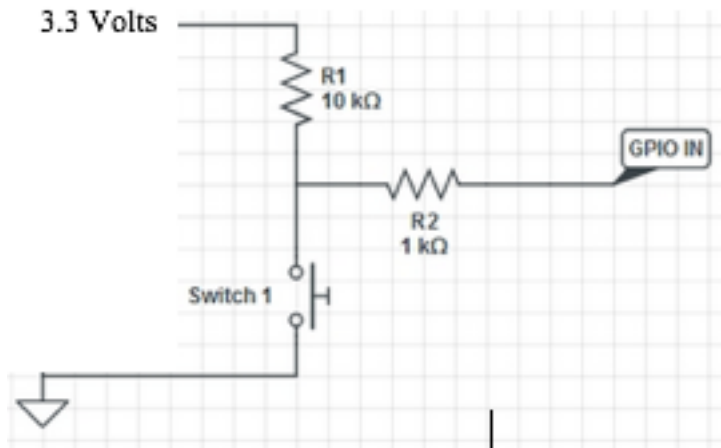 3.3 Volts
R1
10 kΩ
GPIO IN
R2
1 kΩ
Switch 1